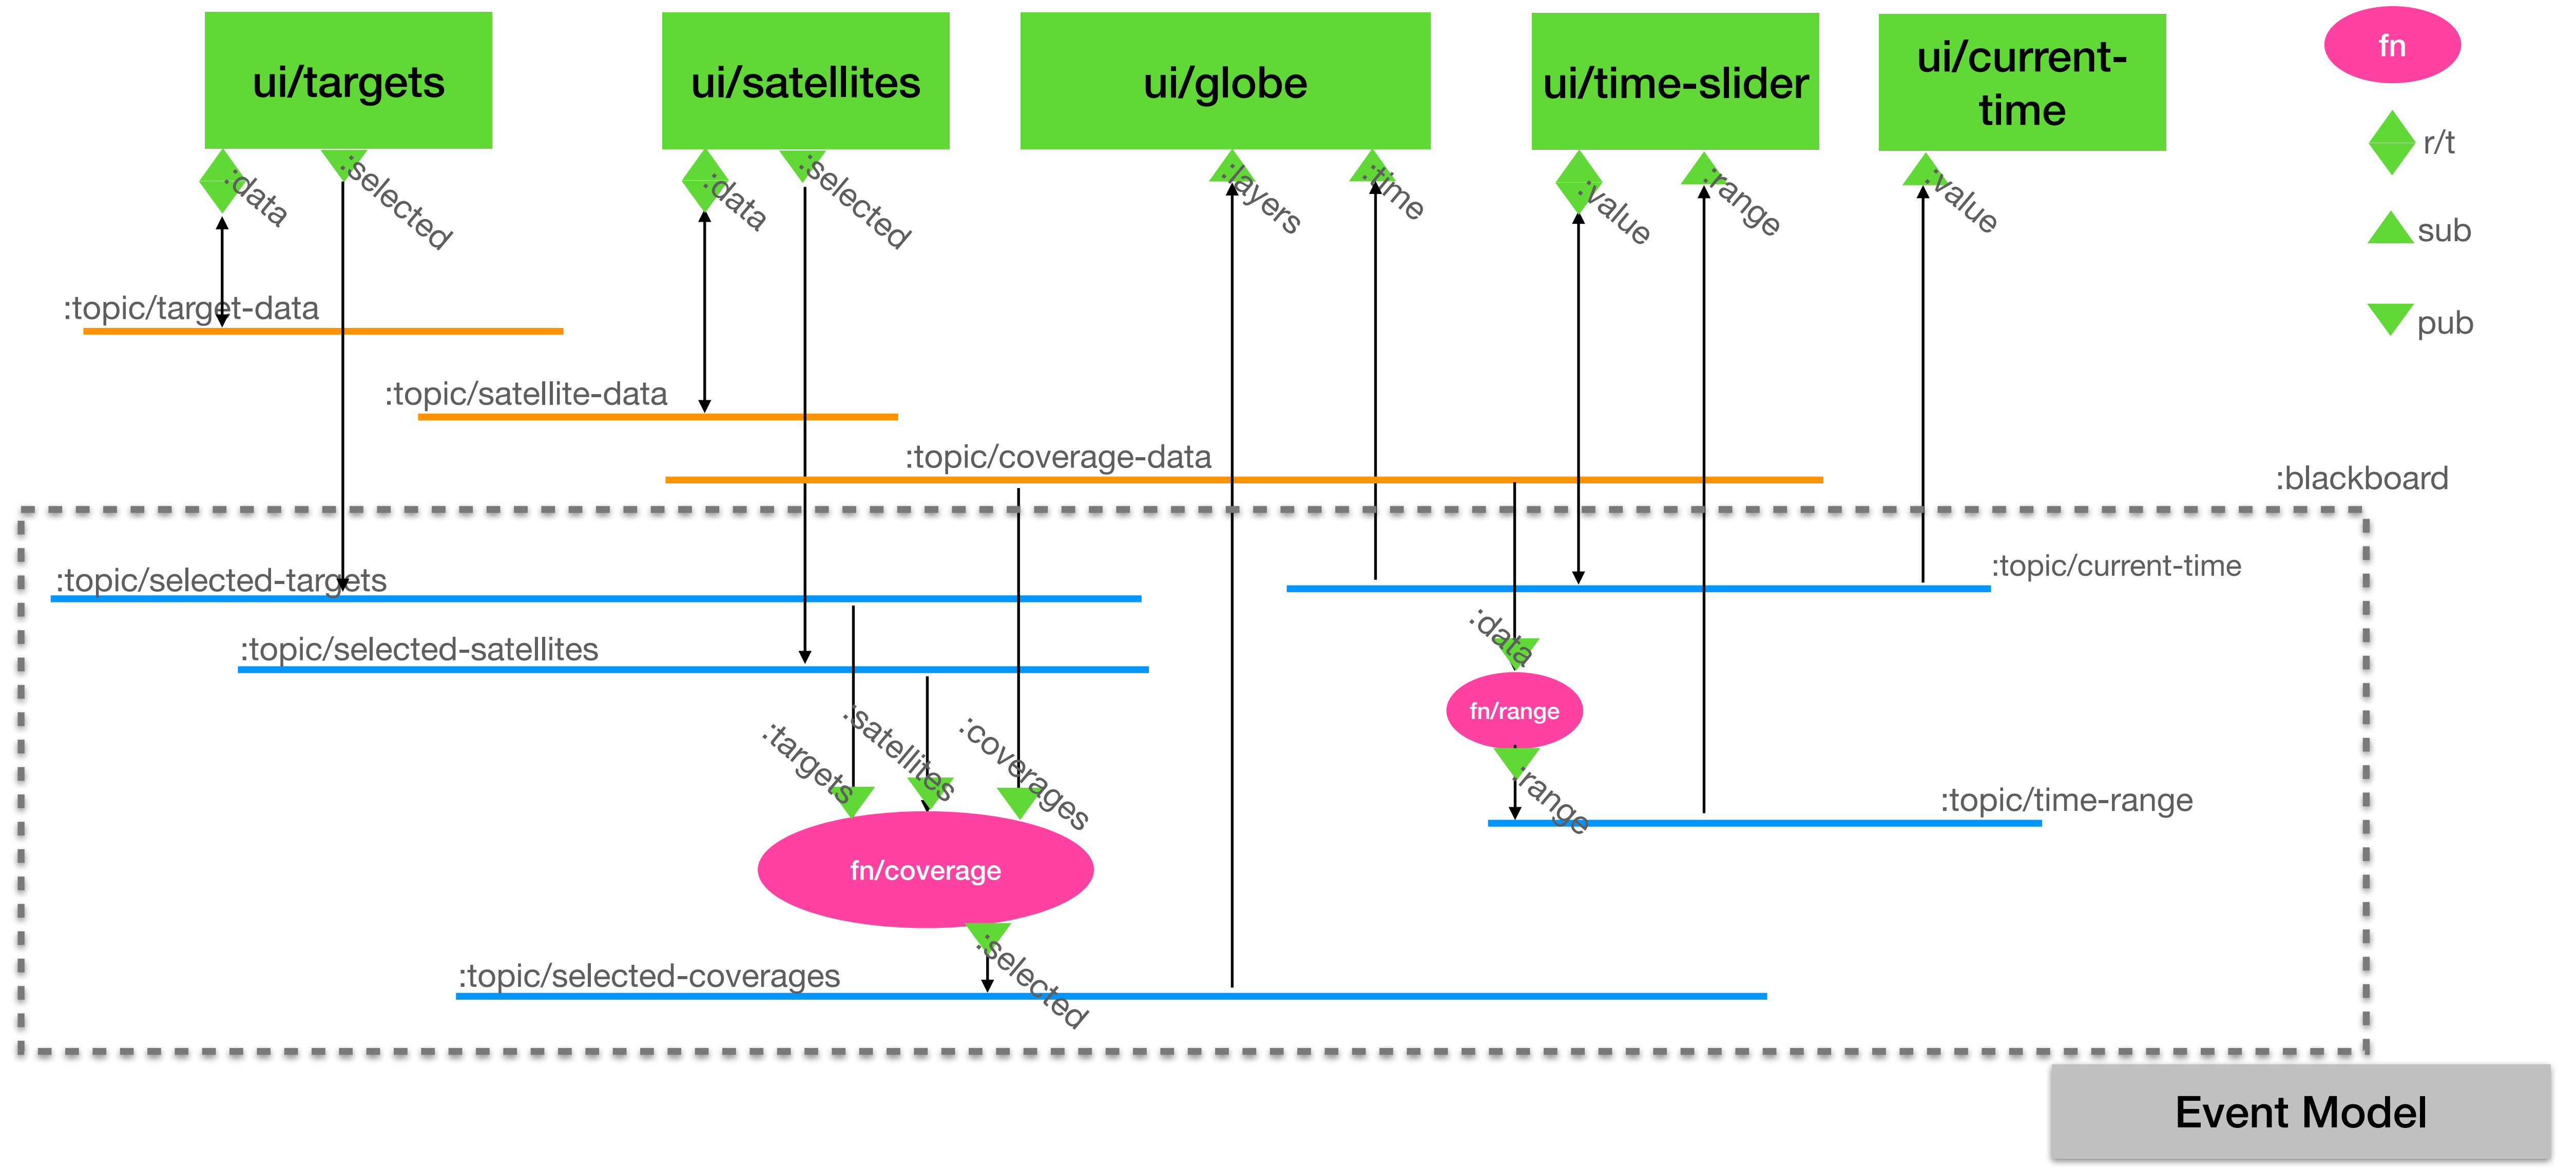 ui/targets
ui/satellites
ui/globe
ui/time-slider
ui/current-
time
fn
r/t
sub
pub
:data
:selected
:data
:selected
:layers
:time
:value
:range
:value
:topic/target-data
:topic/satellite-data
:topic/coverage-data
:blackboard
:topic/selected-targets
:topic/current-time
:topic/selected-satellites
:data
fn/range
:range
:targets
:satellites
:coverages
:topic/time-range
fn/coverage
:selected
:topic/selected-coverages
Event Model